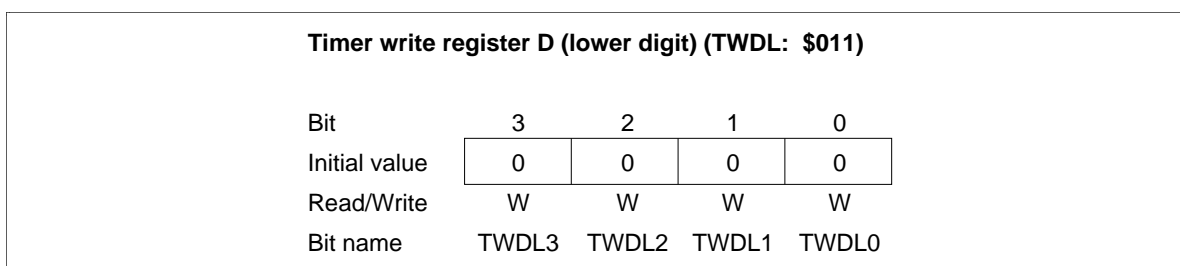 Timer write register D (lower digit) (TWDL: $011)
Bit 3 2 1 0
Initial value 0 0 0 0
Read/Write W W W W
Bit name TWDL3 TWDL2 TWDL1 TWDL0